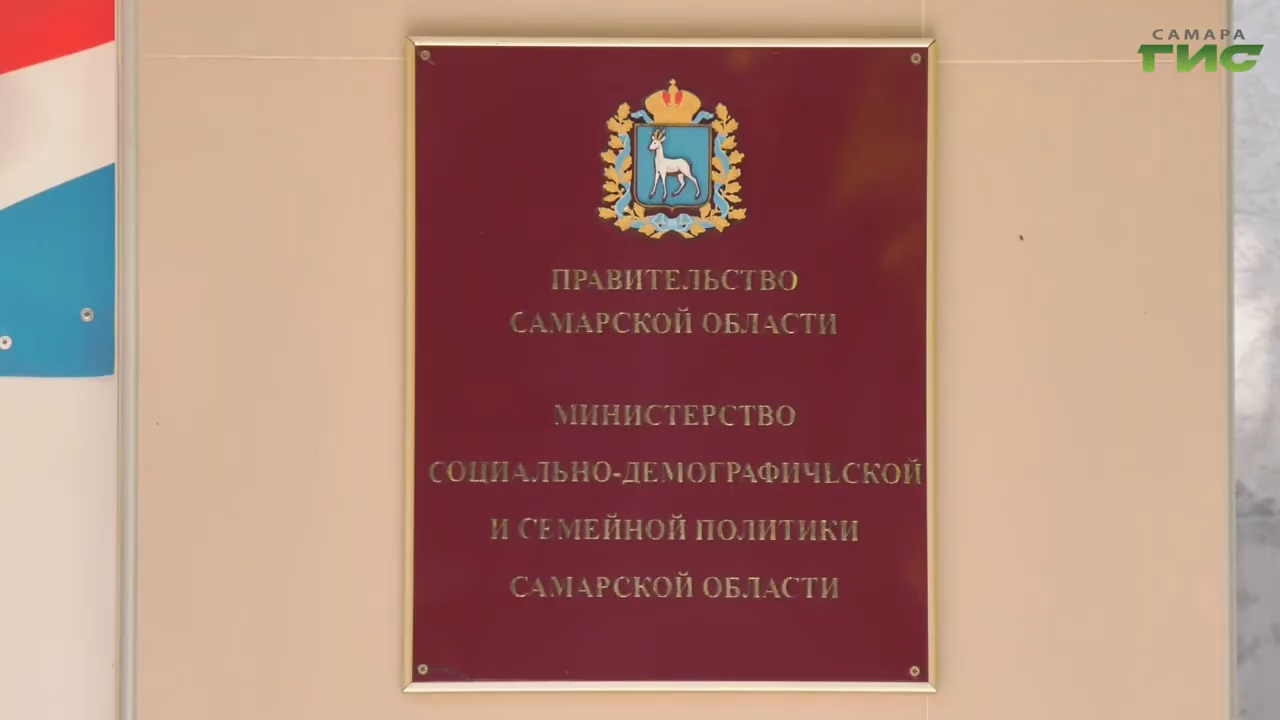 САМАРА
ГИС
ПРАВИТЕЛЬСТВО
САМАРСКОЙ ОБЛАСТИ
МИНИСТЕРСТВО
СОЦИАЛЬНО-ДЕМОГРАФИЧЕСКОЙ
И СЕМЕЙНОЙ ПОЛИТИКИ
САМАРСКОЙ ОБЛАСТИ